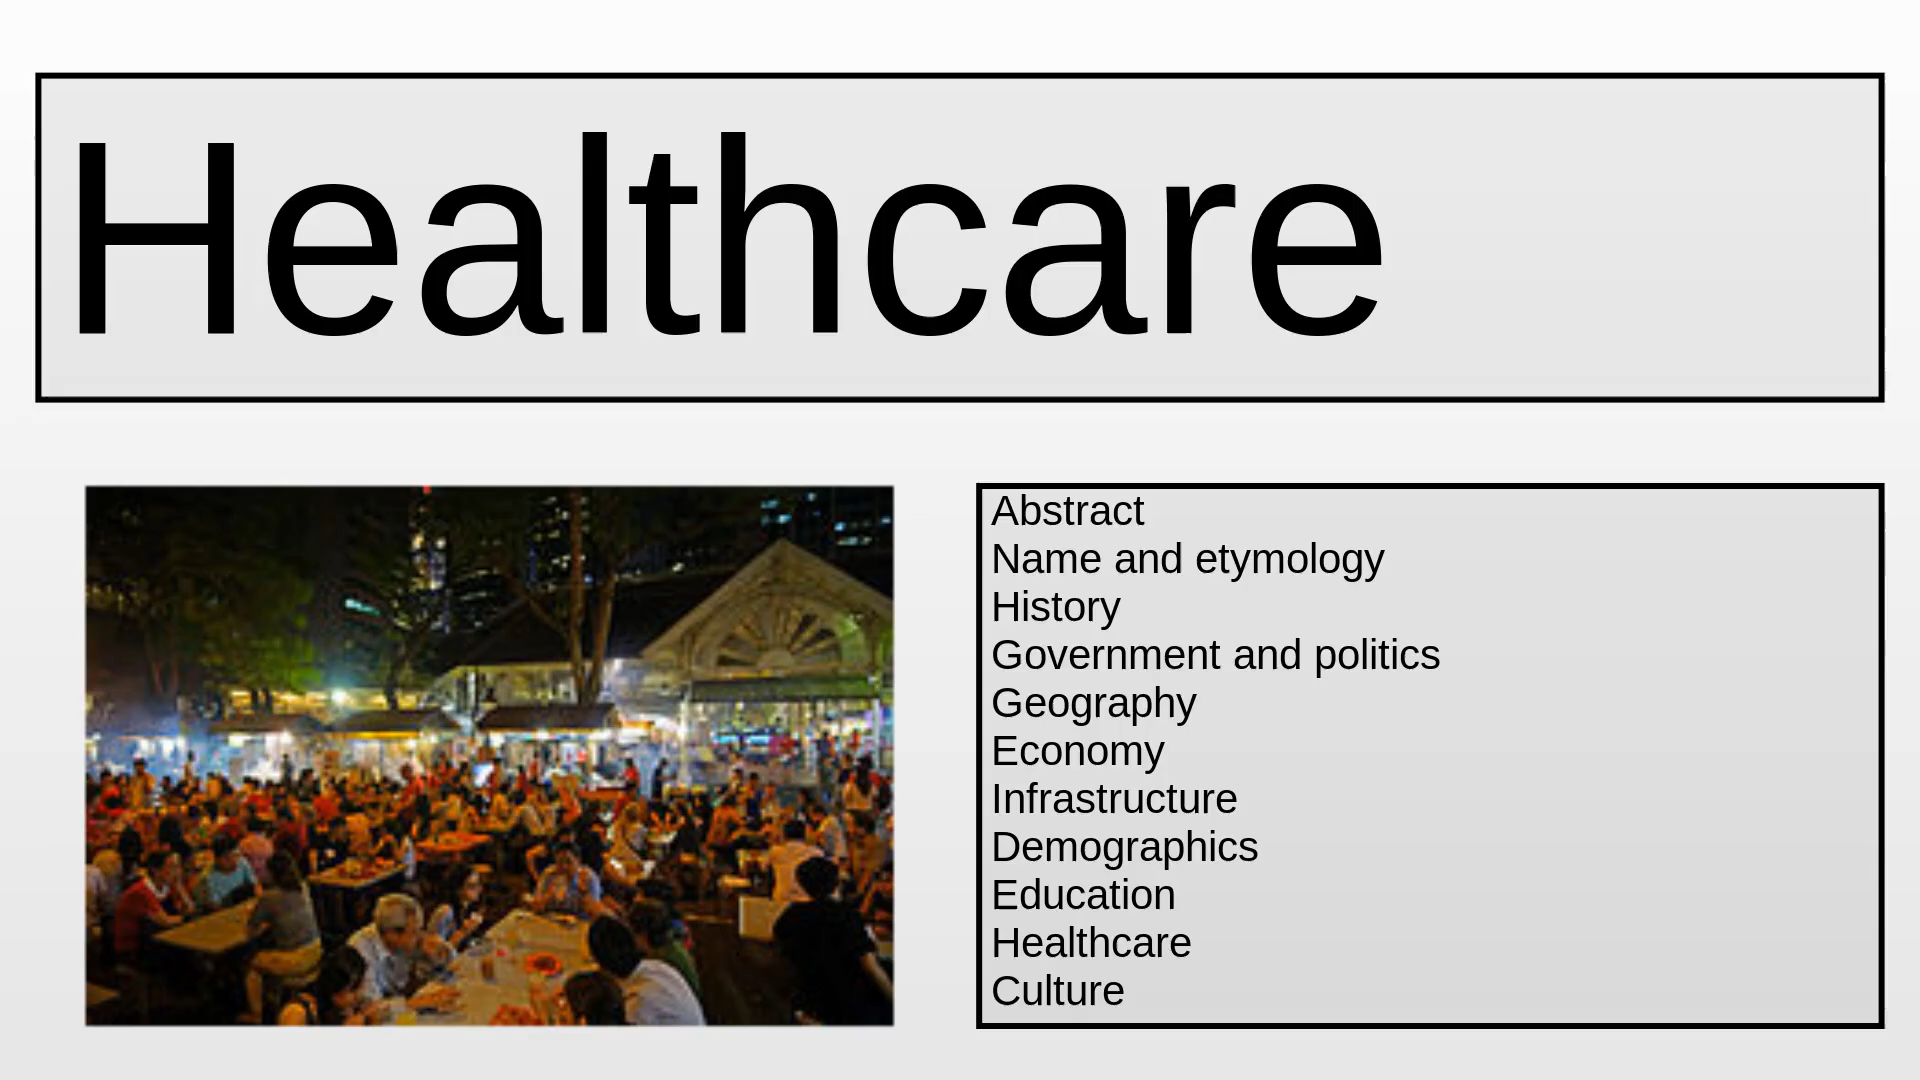 Healthcare
Abstract
Name and etymology
History
Government and politics
Geography
Economy
Infrastructure
Demographics
Education
Healthcare
Culture